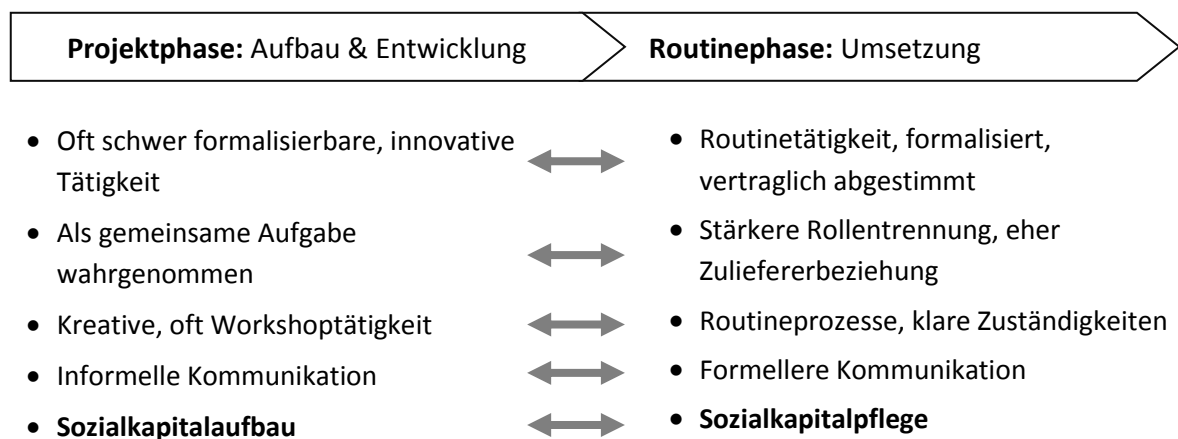 Projektphase: Aufbau & Entwicklung
Routinephase: Umsetzung
• Oft schwer formalisierbare, innovative
Tätigkeit
• Als gemeinsame Aufgabe
wahrgenommen
• Kreative, oft Workshoptätigkeit
• Informelle Kommunikation
• Sozialkapitalaufbau
• Routinetätigkeit, formalisiert,
vertraglich abgestimmt
• Stärkere Rollentrennung, eher
Zuliefererbeziehung
• Routineprozesse, klare Zuständigkeiten
• Formellere Kommunikation
• Sozialkapitalpflege